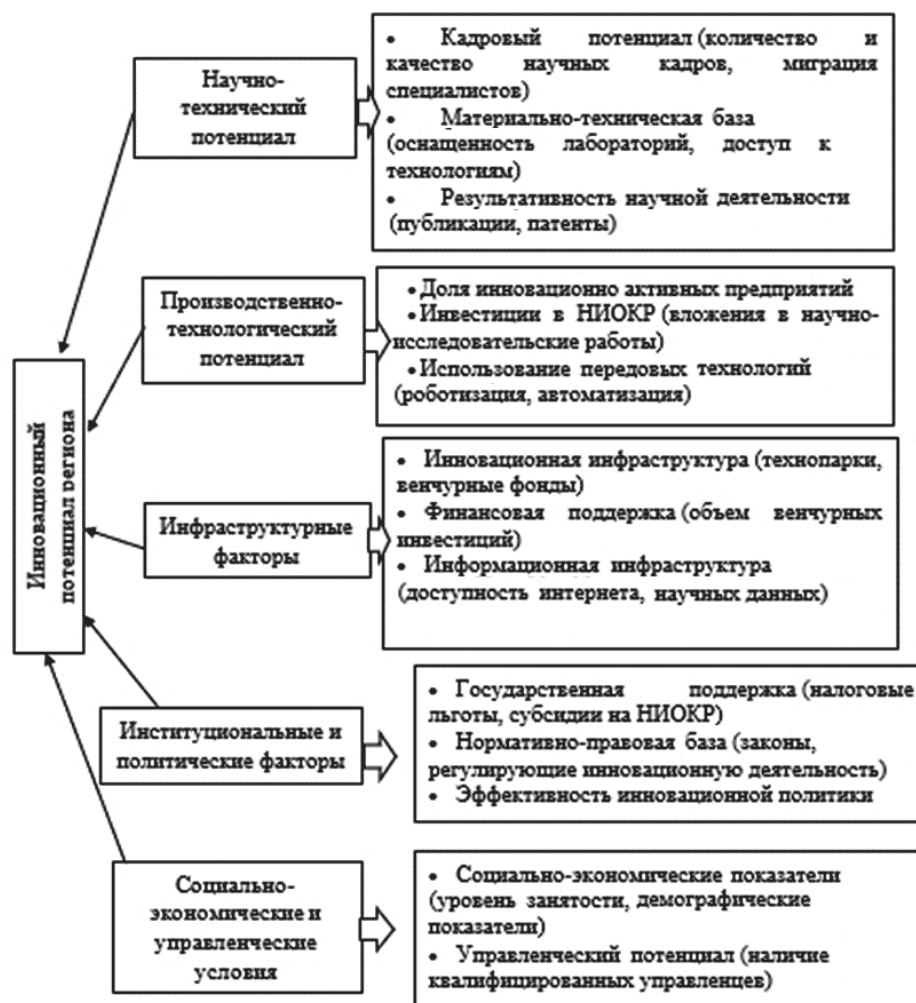 Научно-
технический
потенциал
• Кадровый потенциал (количество и
качество научных кадров, миграция
специалистов)
• Материально-техническая база
(оснащенность лабораторий, доступ к
технологиям)
• Результативность научной деятельности
(публикации, патенты)
Производственно-
технологический
потенциал
• Доля инновационно активных предприятий
• Инвестиции в НИОКР (вложения в научно-
исследовательские работы)
• Использование передовых технологий
(роботизация, автоматизация)
Инновационный
потенциал региона
Инфраструктурные
факторы
• Инновационная инфраструктура (технопарки,
венчурные фонды)
• Финансовая поддержка (объем венчурных
инвестиций)
• Информационная инфраструктура
(доступность интернета, научных данных)
Институциональные и
политические факторы
• Государственная поддержка (налоговые
льготы, субсидии на НИОКР)
• Нормативно-правовая база (законы,
регулирующие инновационную деятельность)
• Эффективность инновационной политики
Социально-
экономические и
управленческие
условия
• Социально-экономические показатели
(уровень занятости, демографические
показатели)
• Управленческий потенциал (наличие
квалифицированных управленцев)